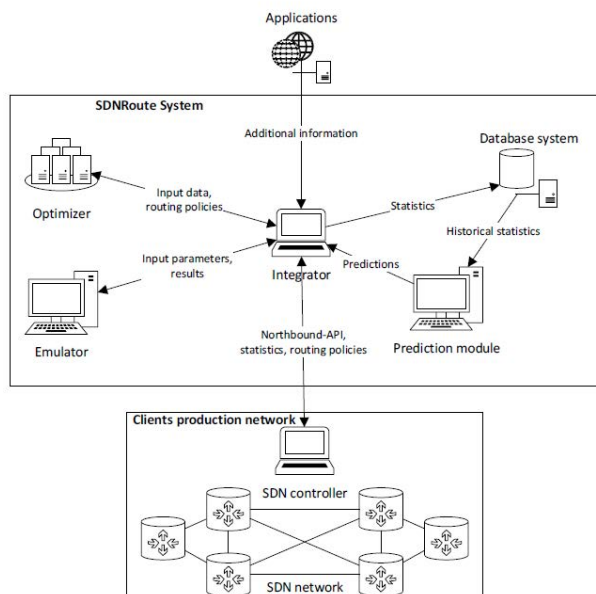 Applications
SDNRoute System
Additional information
Database system
Input data,
routing policies
Optimizer
Statistics
Historical statistics
Input parameters,
results
Predictions
Integrator
Emulator
Northbound-API,
statistics, routing policies
Prediction module
Clients production network
SDN controller
SDN network